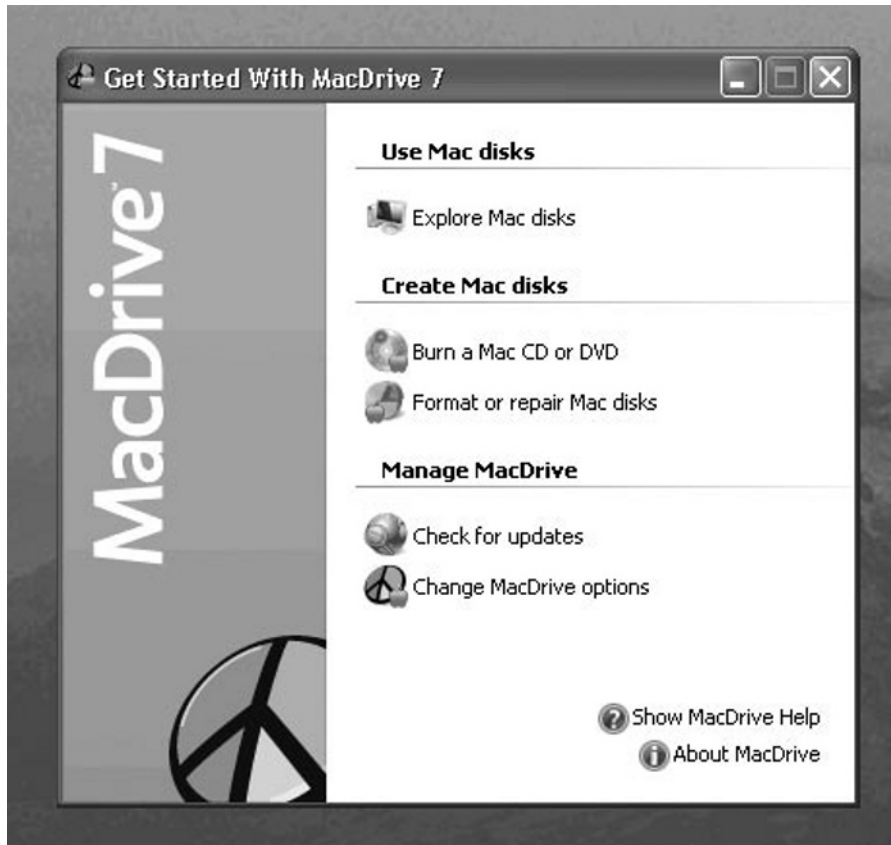 Get Started With MacDrive 7
MacDrive 7
Use Mac disks
Explore Mac disks
Create Mac disks
Burn a Mac CD or DVD
Format or repair Mac disks
Manage MacDrive
Check for updates
Change MacDrive options
Show MacDrive Help
About MacDrive